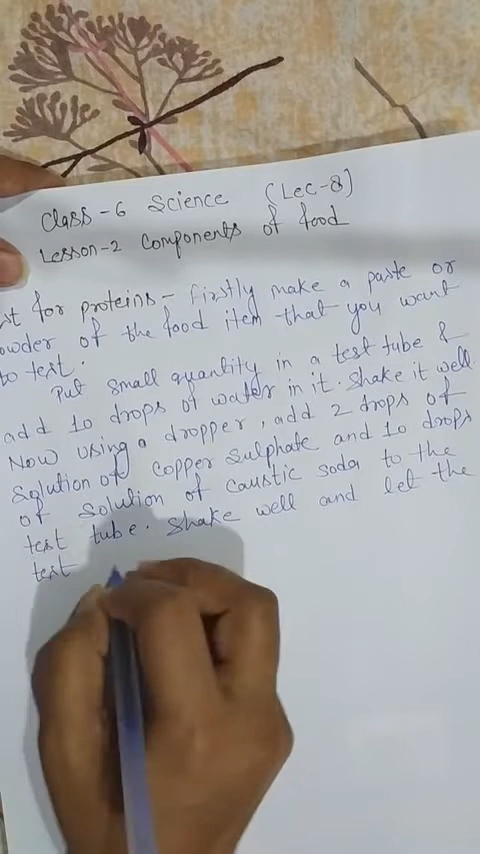 Class-6 Science (Lec-8)
Lesson-2 Components of food
st for proteins- firstly make a paste or
owder of the food item that you want
to test.
Put small quantity in a test tube &
add 10 drops of water in it. Shake it well
Now using a dropper, add 2 drops of
solution of copper sulphate and 10 drops
of solution of caustic soda to the
test tube. Shake well and let the
test